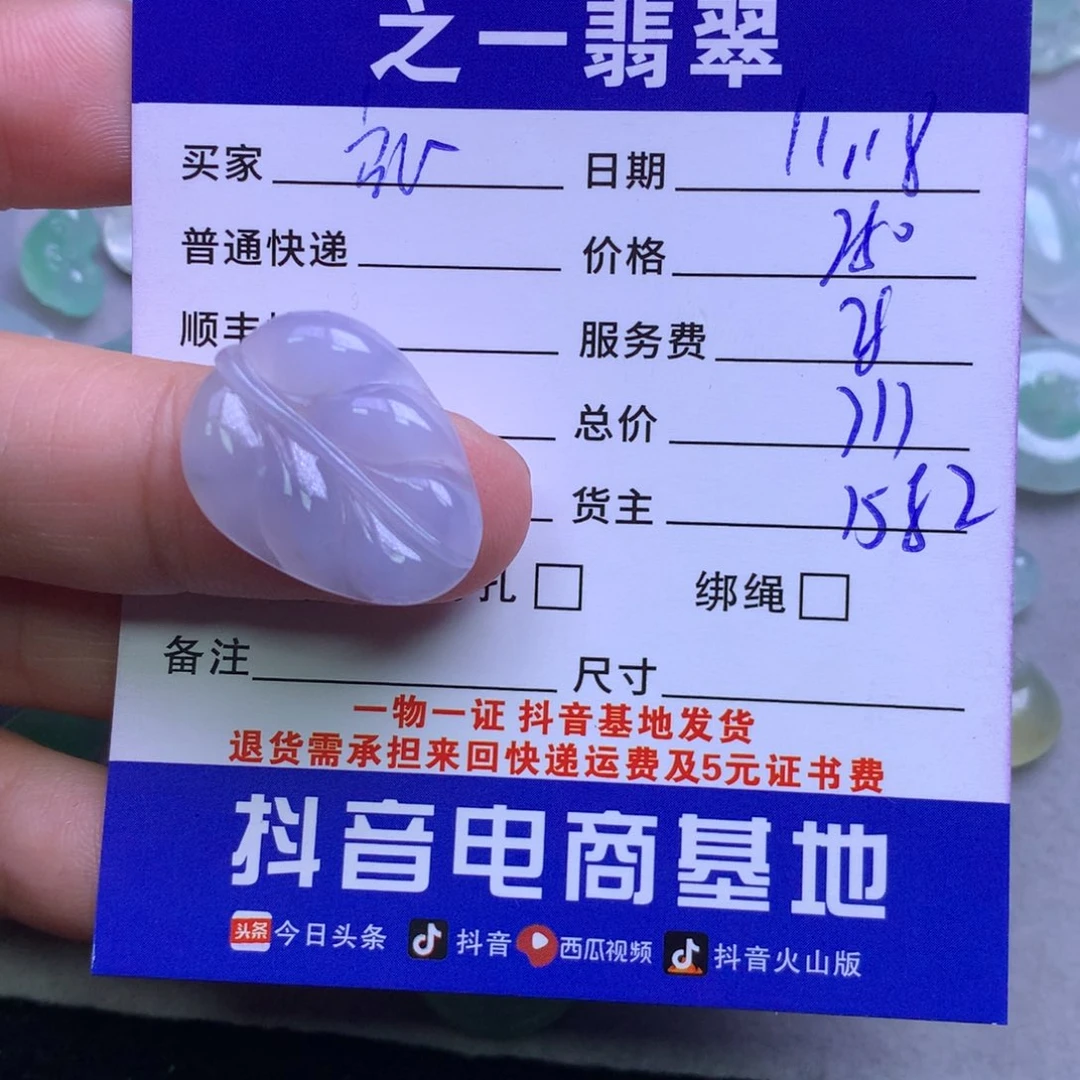 之一翡翠
买家 日期 11.18
普通快递 价格 250
顺丰 服务费
总价
货主 1582
孔 绑绳
备注 尺寸
一物一证 抖音基地发货
退货需承担来回快递运费及5元证书费
抖音电商基地
头条 今日头条 抖音 西瓜视频 抖音火山版